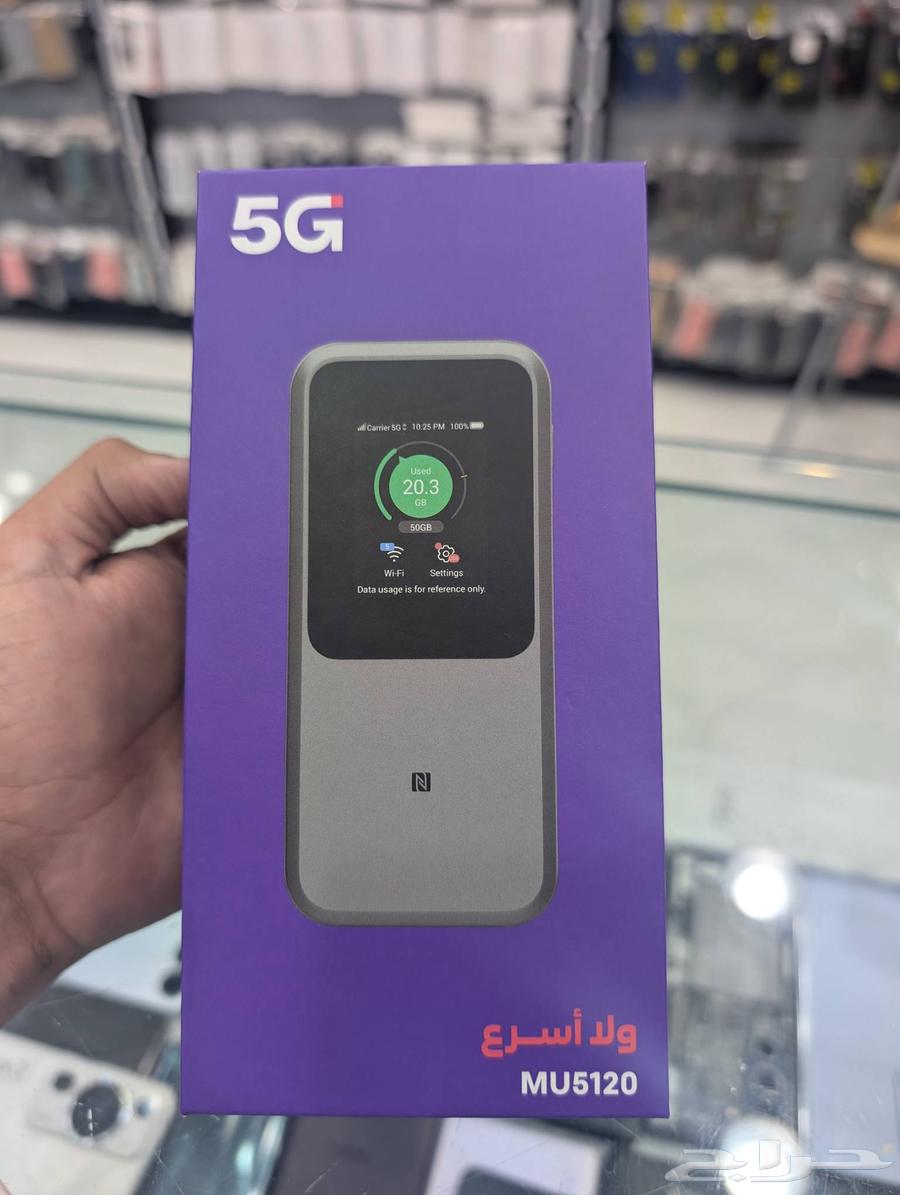 5G
Carrier 5G 10:25 PM 100%
Used
20.3
GB
50GB
5
Wi-Fi Settings
Data usage is for reference only.
N
ولا أسرع
MU5120
حراج